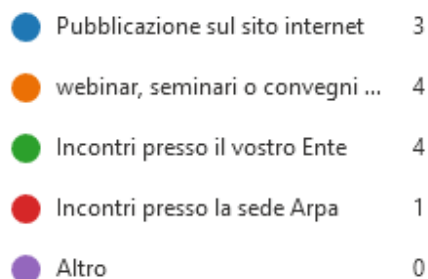 Pubblicazione sul sito internet 3
webinar, seminari o convegni ... 4
Incontri presso il vostro Ente 4
Incontri presso la sede Arpa 1
Altro 0